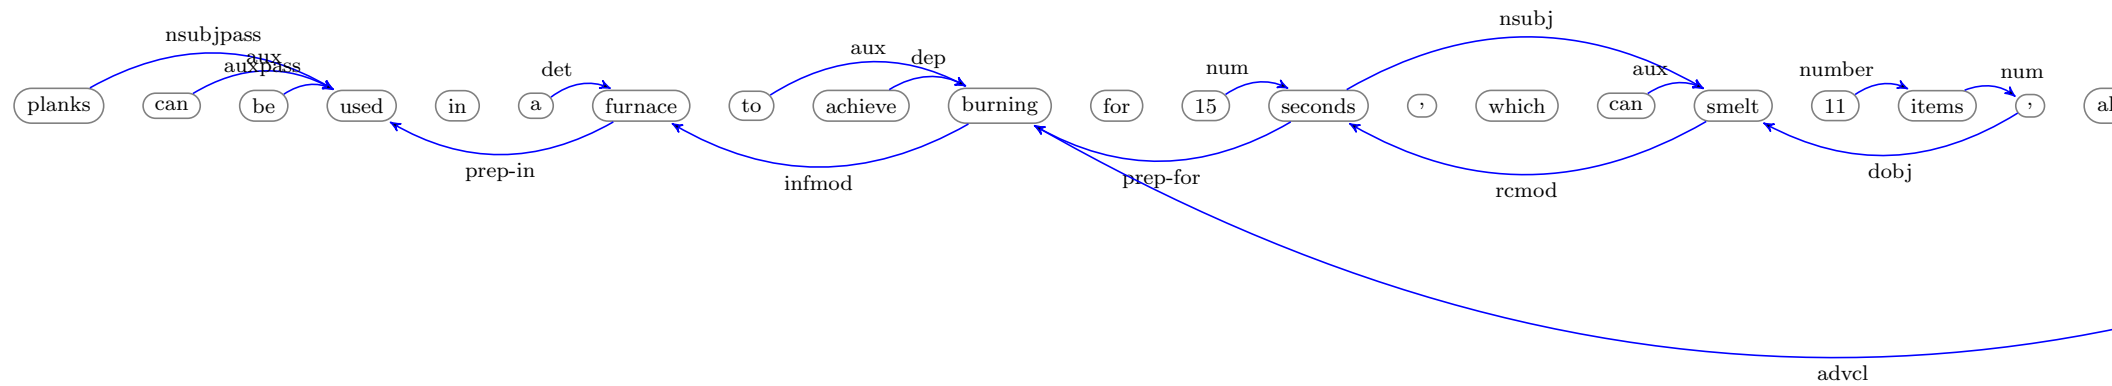 nsubj
nsubjpass
aux
auxpass
aux
dep
det
num
aux
number
num
planks can be used in a furnace to achieve burning for 15 seconds , which can smelt 11 items ,
prep-in
infmod
prep-for
rcmod
dobj
advcl